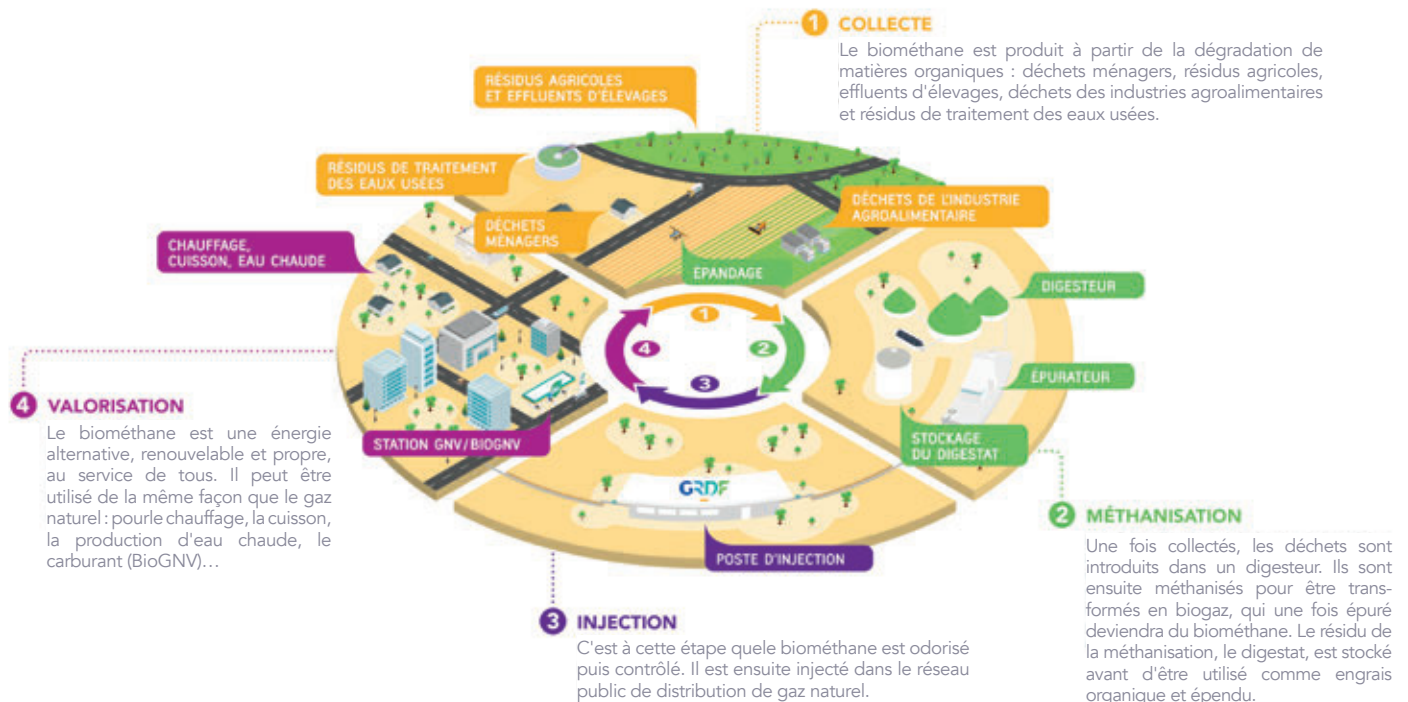 1 COLLECTE
Le biométhane est produit à partir de la dégradation de
matières organiques : déchets ménagers, résidus agricoles,
effluents d'élevages, déchets des industries agroalimentaires
et résidus de traitement des eaux usées.
RÉSIDUS AGRICOLES
ET EFFLUENTS D'ÉLEVAGES
RÉSIDUS DE TRAITEMENT
DES EAUX USÉES
DÉCHETS DE L'INDUSTRIE
AGROALIMENTAIRE
DÉCHETS
MÉNAGERS
CHAUFFAGE,
CUISSON, EAU CHAUDE
EPANDAGE
DIGESTEUR
1
2
3
4
ÉPURATEUR
4 VALORISATION
Le biométhane est une énergie
alternative, renouvelable et propre,
au service de tous. Il peut être
utilisé de la même façon que le gaz
naturel : pourle chauffage, la cuisson,
la production d'eau chaude, le
carburant (BioGNV)…
STATION GNV/BIOGNV
STOCKAGE
DU DIGESTAT
GRDF
POSTE D'INJECTION
2 MÉTHANISATION
Une fois collectés, les déchets sont
introduits dans un digesteur. Ils sont
ensuite méthanisés pour être trans-
formés en biogaz, qui une fois épuré
deviendra du biométhane. Le résidu de
la méthanisation, le digestat, est stocké
avant d'être utilisé comme engrais
organique et épendu.
3 INJECTION
C'est à cette étape quele biométhane est odorisé
puis contrôlé. Il est ensuite injecté dans le réseau
public de distribution de gaz naturel.